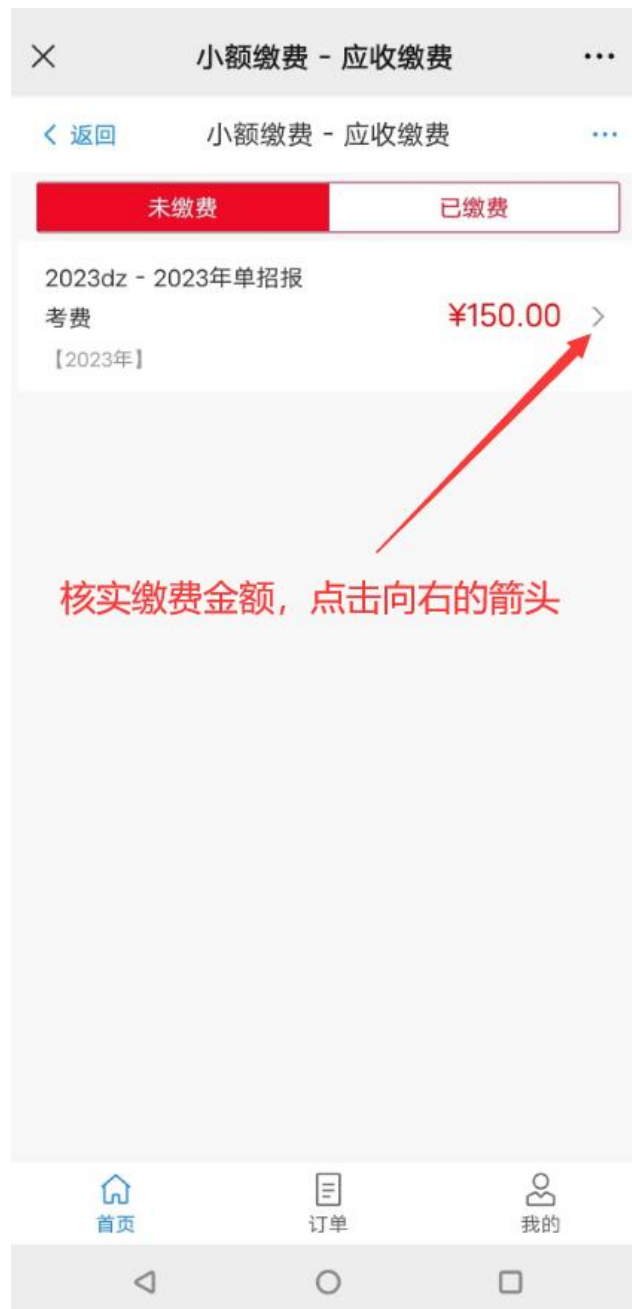 小额缴费 - 应收缴费
返回
小额缴费 - 应收缴费
未缴费
已缴费
2023dz - 2023年单招报
考费
¥150.00
【2023年】
核实缴费金额，点击向右的箭头
首页
订单
我的